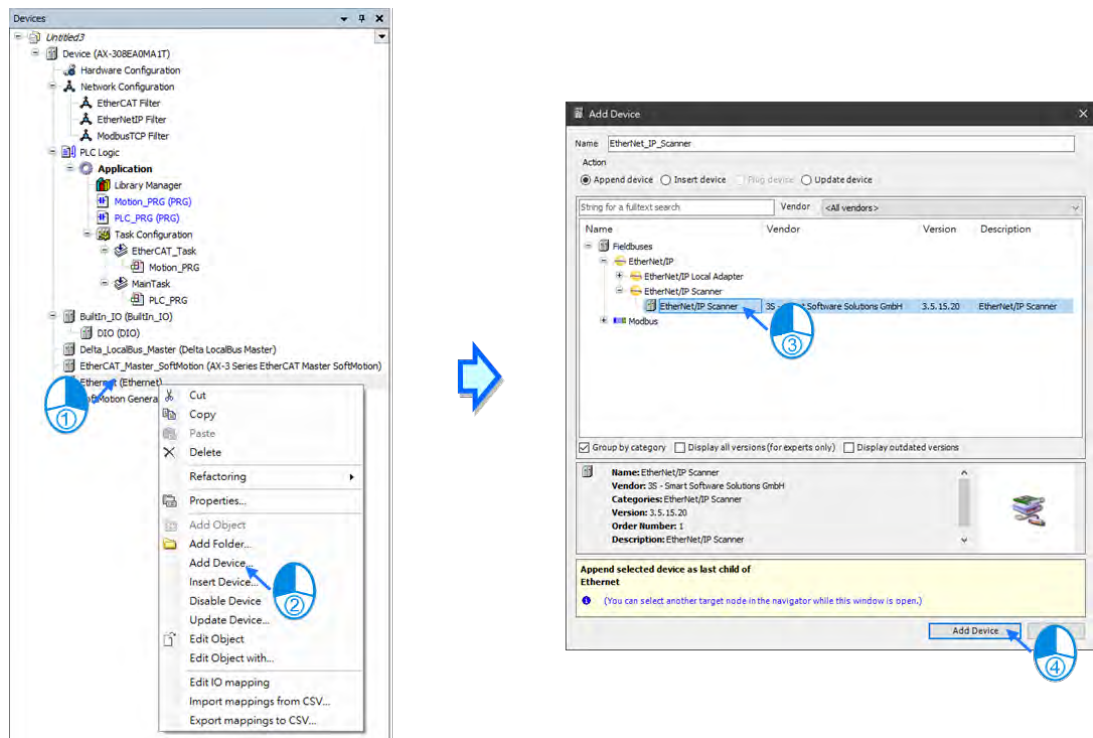 Devices
Untitled3
Device (AX-308EA0MA1T)
Hardware Configuration
Network Configuration
EtherCAT Filter
EtherNetIP Filter
ModbusTCP Filter
PLC Logic
Application
Library Manager
Motion_PRG (PRG)
PLC_PRG (PRG)
Task Configuration
EtherCAT_Task
Motion_PRG
MainTask
PLC_PRG
BuiltIn_IO (BuiltIn_IO)
DIO (DIO)
Delta_LocalBus_Master (Delta LocalBus Master)
EtherCAT_Master_SoftMotion (AX-3 Series EtherCAT Master SoftMotion)
Ethernet (Ethernet)
SoftMotion Genera
①
Cut
Copy
Paste
Delete
Refactoring
Properties...
Add Object
Add Folder...
Add Device...
Insert Device...
②
Disable Device
Update Device...
Edit Object
Edit Object with...
Edit IO mapping
Import mappings from CSV...
Export mappings to CSV...
Add Device
Name EtherNet_IP_Scanner
Action
Append device Insert device Plug device Update device
String for a fulltext search Vendor <All vendors>
Name Vendor Version Description
Fieldbuses
EtherNet/IP
EtherNet/IP Local Adapter
EtherNet/IP Scanner
EtherNet/IP Scanner 3S - Smart Software Solutions GmbH 3.5.15.20 EtherNet/IP Scanner
Modbus
③
Group by category Display all versions (for experts only) Display outdated versions
Name: EtherNet/IP Scanner
Vendor: 3S - Smart Software Solutions GmbH
Categories: EtherNet/IP Scanner
Version: 3.5.15.20
Order Number: 1
Description: EtherNet/IP Scanner
Append selected device as last child of
Ethernet
(You can select another target node in the navigator while this window is open.)
Add Device
④